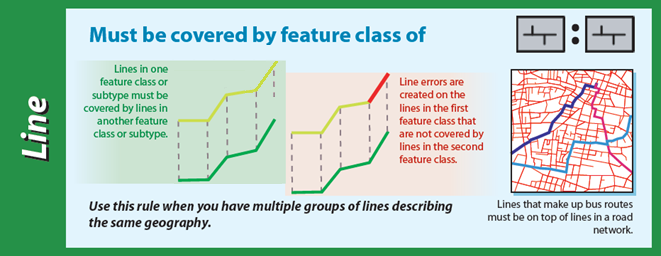 Line
Must be covered by feature class of
Lines in one
feature class or
subtype must be
covered by lines in
another feature
class or subtype.
Line errors are
created on the
lines in the first
feature class that
are not covered by
lines in the second
feature class.
Use this rule when you have multiple groups of lines describing
the same geography.
Lines that make up bus routes
must be on top of lines in a road
network.